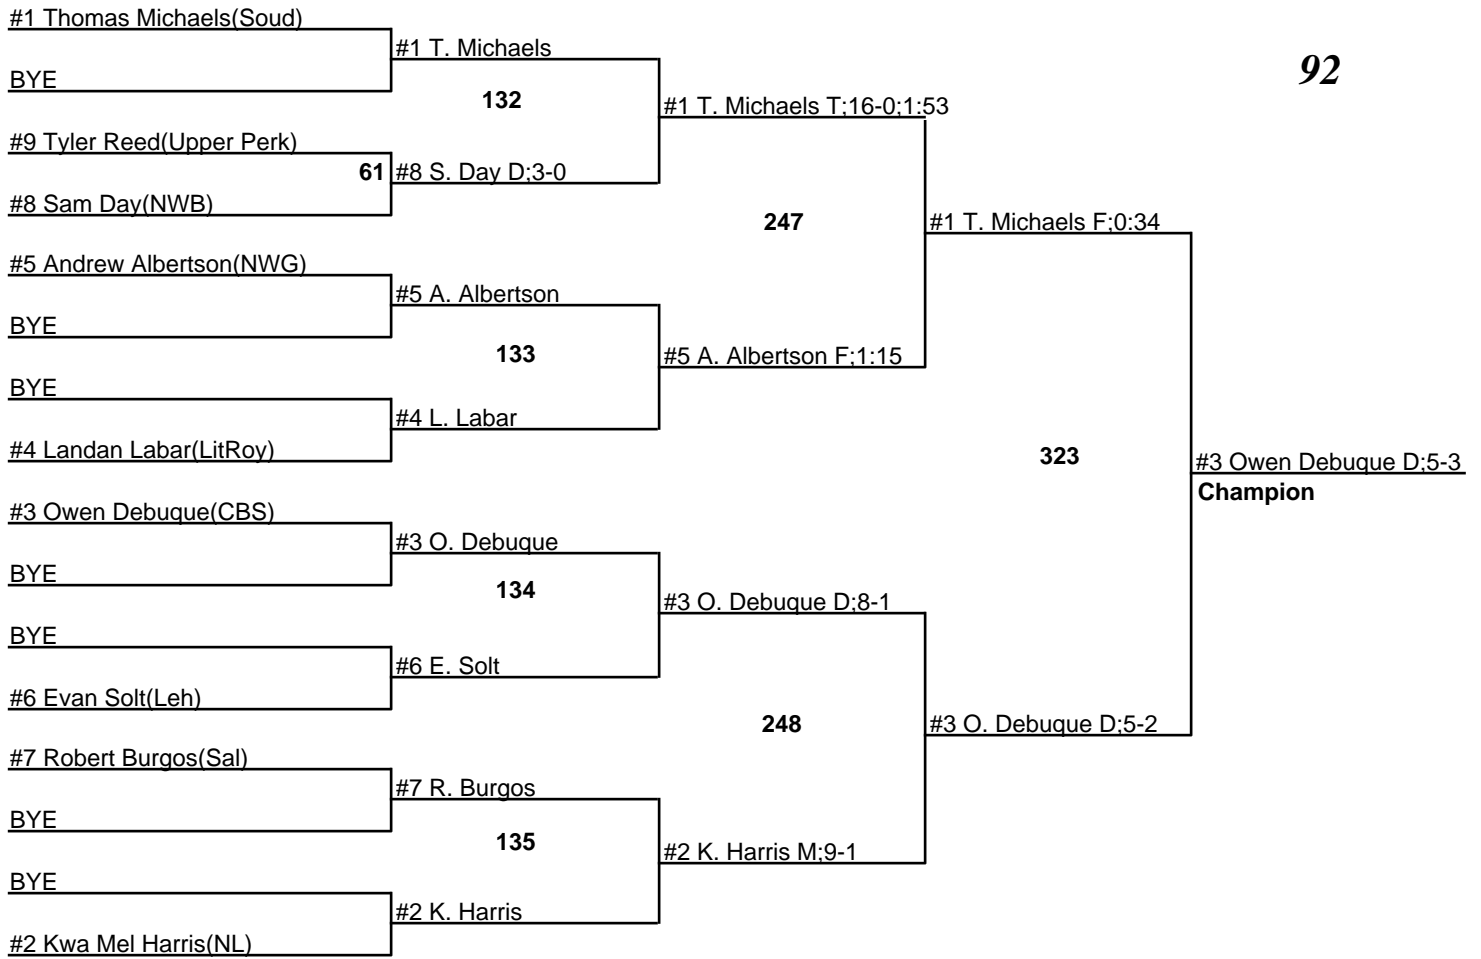 #1 Thomas Michaels(Soud)
#1 T. Michaels
92
BYE
132
#1 T. Michaels T;16-0;1:53
#9 Tyler Reed(Upper Perk)
61
#8 S. Day D;3-0
#8 Sam Day(NWB)
247
#1 T. Michaels F;0:34
#5 Andrew Albertson(NWG)
#5 A. Albertson
BYE
133
#5 A. Albertson F;1:15
BYE
#4 L. Labar
#4 Landan Labar(LitRoy)
323
#3 Owen Debuque D;5-3
Champion
#3 Owen Debuque(CBS)
#3 O. Debuque
BYE
134
#3 O. Debuque D;8-1
BYE
#6 E. Solt
#6 Evan Solt(Leh)
248
#3 O. Debuque D;5-2
#7 Robert Burgos(Sal)
#7 R. Burgos
BYE
135
#2 K. Harris M;9-1
BYE
#2 K. Harris
#2 Kwa Mel Harris(NL)